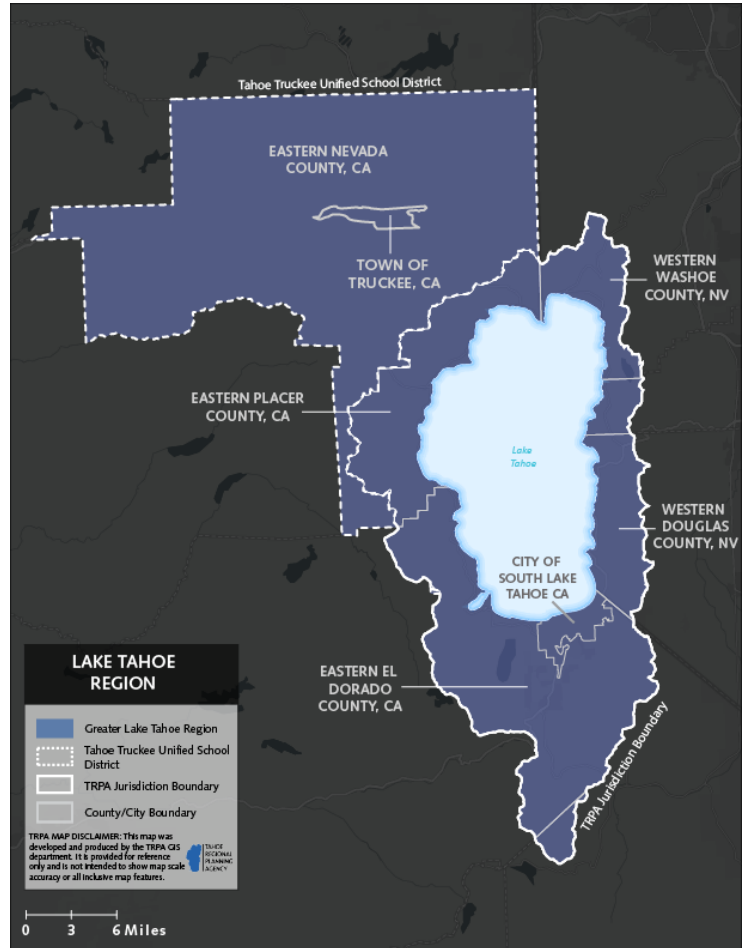 Tahoe Truckee Unified School District
EASTERN NEVADA
COUNTY, CA
TOWN OF
TRUCKEE, CA
WESTERN
WASHOE
COUNTY, NV
EASTERN PLACER
COUNTY, CA
Lake
Tahoe
WESTERN
DOUGLAS
COUNTY, NV
CITY OF
SOUTH LAKE
TAHOE CA
EASTERN EL
DORADO
COUNTY, CA
TRPA Jurisdiction Boundary
LAKE TAHOE
REGION
Greater Lake Tahoe Region
Tahoe Truckee Unified School
District
TRPA Jurisdiction Boundary
County/City Boundary
TRPA MAP DISCLAIMER: This map was
developed and produced by the TRPA GIS
department. It is provided for reference
only and is not intended to show map scale
accuracy or all inclusive map features.
TAHOE
REGIONAL
PLANNING
AGENCY
0 3 6 Miles